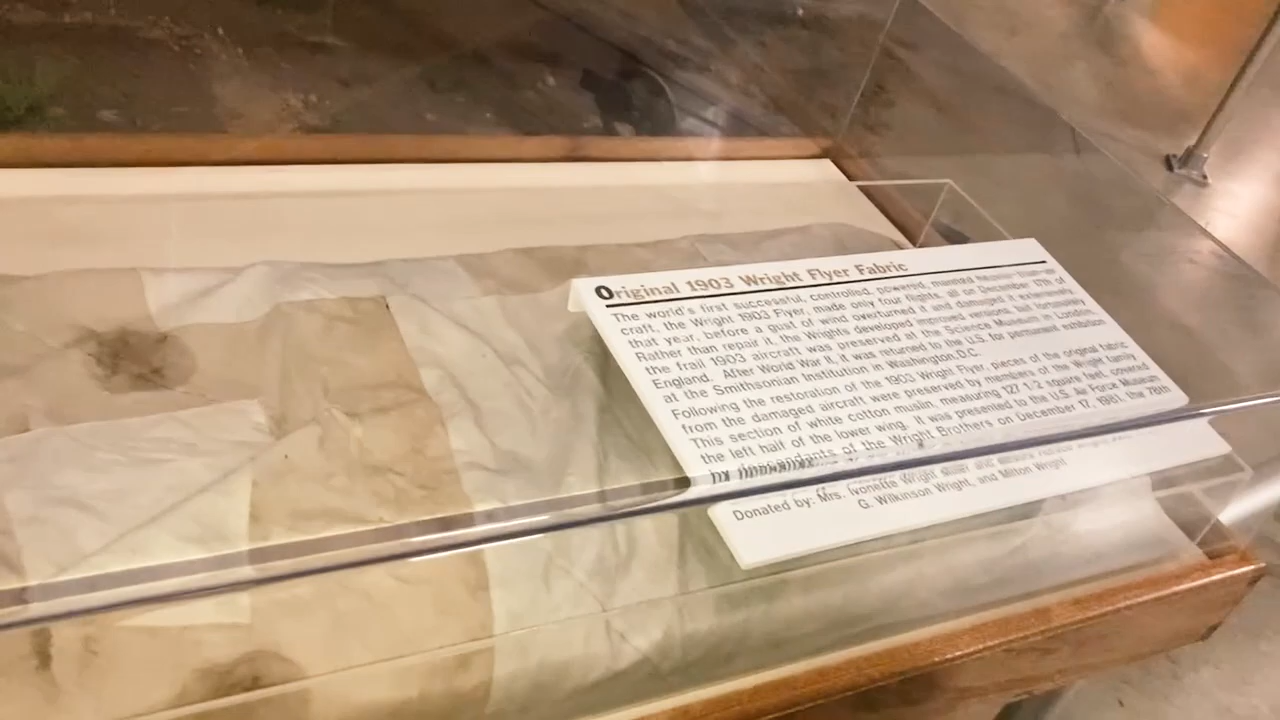 Original 1903 Wright Flyer Fabric
The world's first successful, controlled, powered, manned heavier-than-air
craft, the Wright 1903 Flyer, made only four flights, all on December 17th of
that year, before a gust of wind overturned it and damaged it extensively.
Rather than repair it, the Wrights developed improved versions, but ultimately
the frail 1903 aircraft was preserved at the Science Museum in London,
England. After World War II, it was returned to the U.S. for permanent exhibition
at the Smithsonian Institution in Washington, D.C.
Following the restoration of the 1903 Wright Flyer, pieces of the original fabric
from the damaged aircraft were preserved by members of the Wright family.
This section of white cotton muslin, measuring 127 1/2 square feet, covered
the left half of the lower wing. It was presented to the U.S. Air Force Museum
by descendants of the Wright Brothers on December 17, 1981, the 78th
Donated by: Mrs. Ivonette Wright Miller and
G. Wilkinson Wright, and Milton Wright